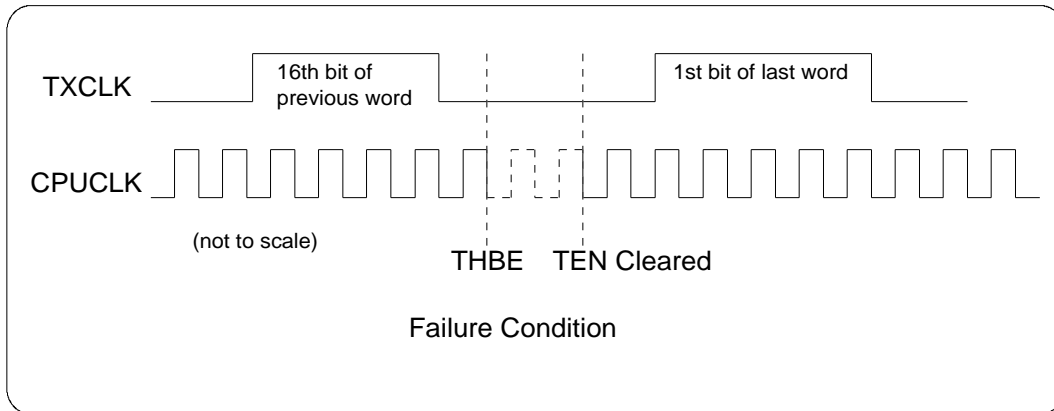 TXCLK
16th bit of
previous word
1st bit of last word
CPUCLK
(not to scale)
THBE
TEN Cleared
Failure Condition